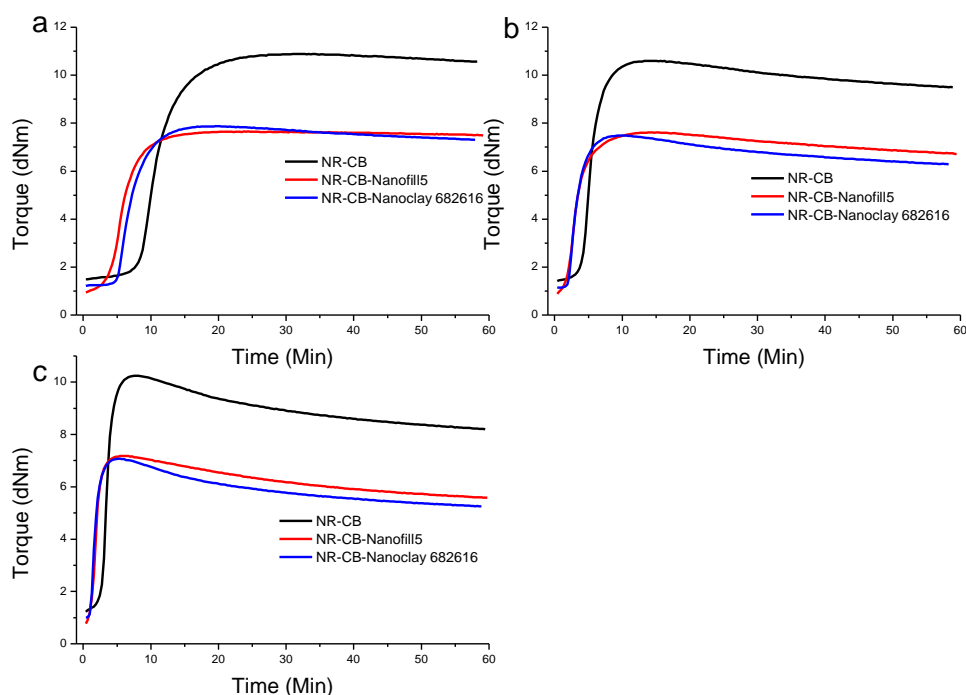 a
12
10
8
6
4
2
0
Torque (dNm)
NR-CB
NR-CB-Nanofill5
NR-CB-Nanoclay 682616
0 10 20 30 40 50 60
Time (Min)
b
12
10
8
6
4
2
0
Torque (dNm)
NR-CB
NR-CB-Nanofill5
NR-CB-Nanoclay 682616
0 10 20 30 40 50 60
Time (Min)
c
10
8
6
4
2
0
Torque (dNm)
NR-CB
NR-CB-Nanofill5
NR-CB-Nanoclay 682616
0 10 20 30 40 50 60
Time (Min)